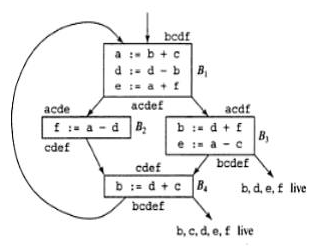 bcdf
a := b + c
d := d - b
e := a + f
B1
acde
acdef
acdf
f := a - d
B2
b := d + f
e := a - c
B3
cdef
cdef
bcdef
b := d + c
B4
b, d, e, f live
bcdef
b, c, d, e, f live